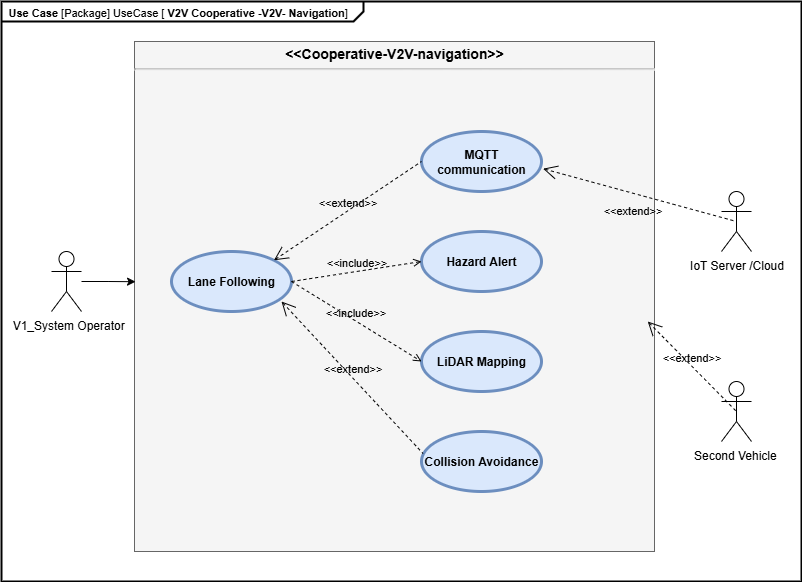 Use Case [Package] UseCase [ V2V Cooperative -V2V- Navigation]
<<Cooperative-V2V-navigation>>
MQTT
communication
<<extend>>
<<extend>>
IoT Server /Cloud
<<include>>
Hazard Alert
Lane Following
V1_System Operator
<<include>>
LiDAR Mapping
<<extend>>
<<extend>>
Collision Avoidance
Second Vehicle